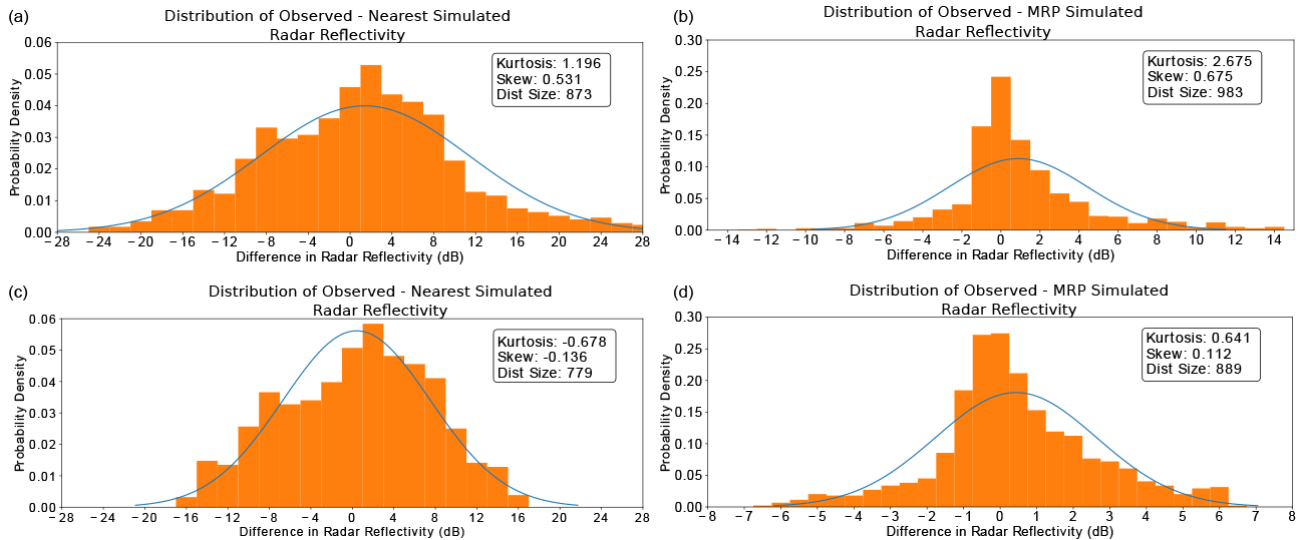 (a)
Distribution of Observed - Nearest Simulated
Radar Reflectivity
0.06
0.05
0.04
0.03
0.02
0.01
0.00
Probability Density
Kurtosis: 1.196
Skew: 0.531
Dist Size: 873
−28 −24 −20 −16 −12 −8 −4 0 4 8 12 16 20 24 28
Difference in Radar Reflectivity (dB)
(b)
Distribution of Observed - MRP Simulated
Radar Reflectivity
0.30
0.25
0.20
0.15
0.10
0.05
0.00
Probability Density
Kurtosis: 2.675
Skew: 0.675
Dist Size: 983
−14 −12 −10 −8 −6 −4 −2 0 2 4 6 8 10 12 14
Difference in Radar Reflectivity (dB)
(c)
Distribution of Observed - Nearest Simulated
Radar Reflectivity
0.06
0.05
0.04
0.03
0.02
0.01
0.00
Probability Density
Kurtosis: -0.678
Skew: -0.136
Dist Size: 779
−28 −24 −20 −16 −12 −8 −4 0 4 8 12 16 20 24 28
Difference in Radar Reflectivity (dB)
(d)
Distribution of Observed - MRP Simulated
Radar Reflectivity
0.30
0.25
0.20
0.15
0.10
0.05
0.00
Probability Density
Kurtosis: 0.641
Skew: 0.112
Dist Size: 889
−8 −7 −6 −5 −4 −3 −2 −1 0 1 2 3 4 5 6 7 8
Difference in Radar Reflectivity (dB)